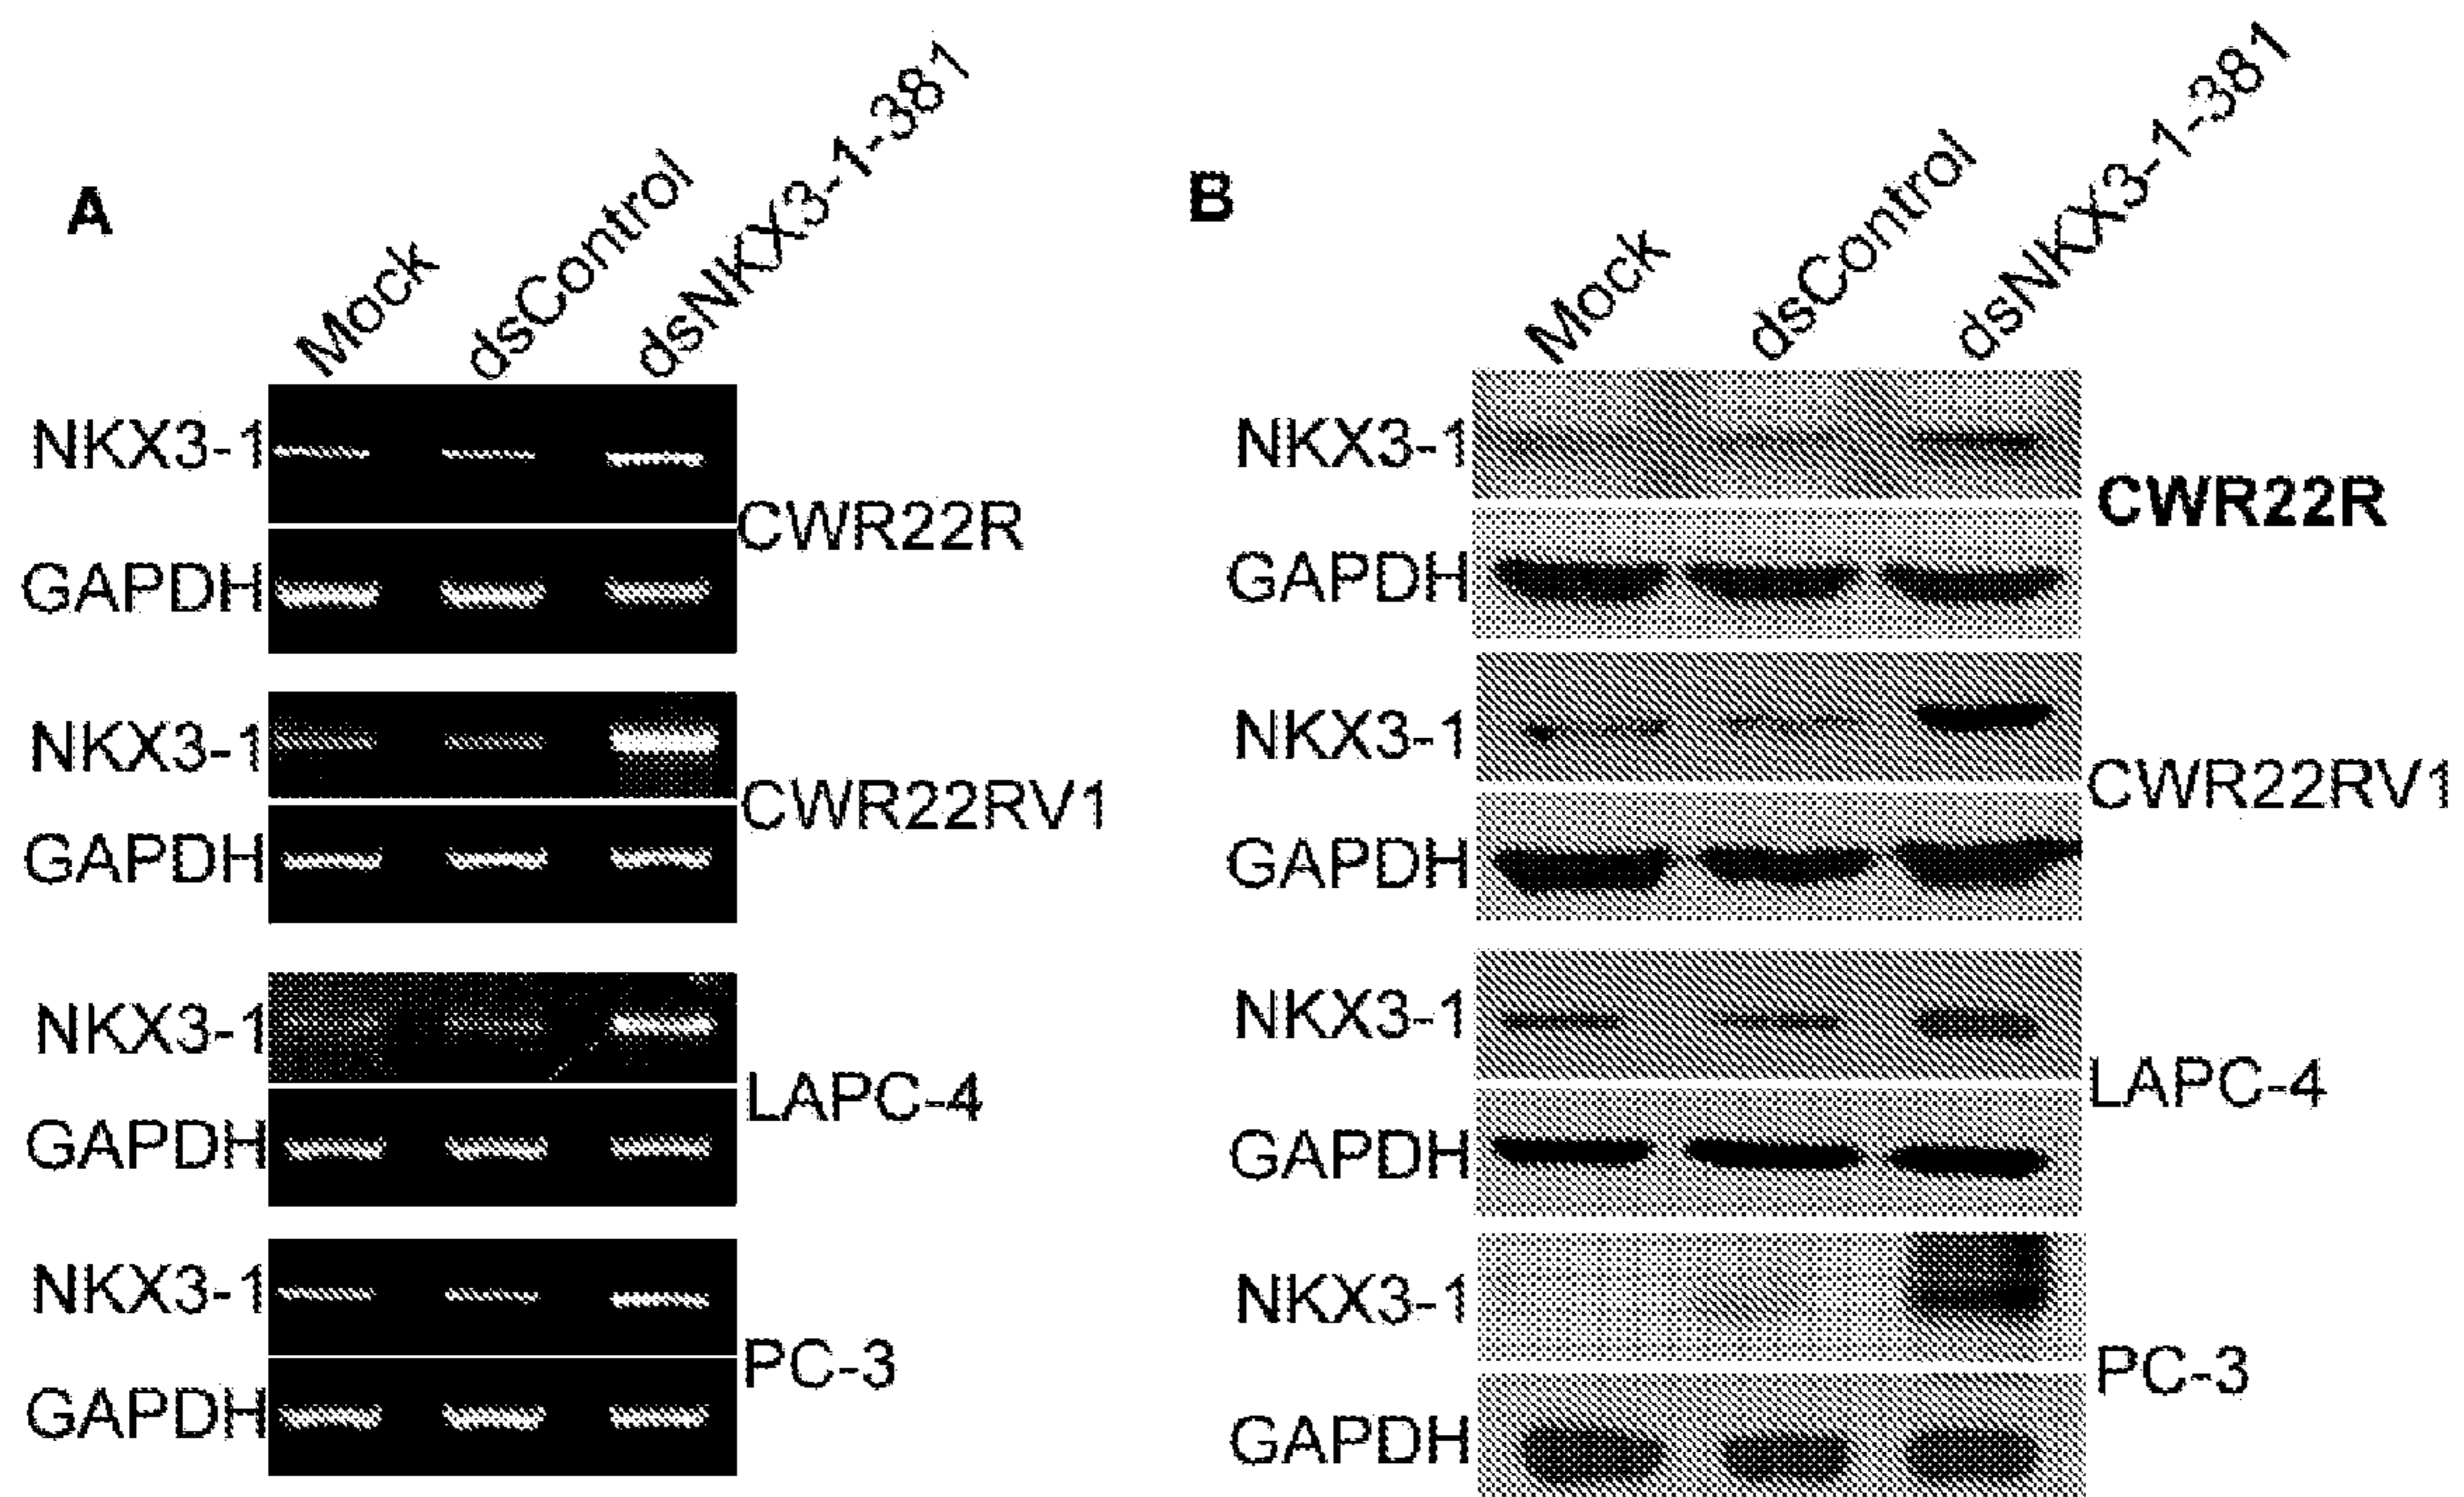 A
Mock
dsControl
dsNKX3-1-381
NKX3-1
CWR22R
GAPDH
NKX3-1
CWR22RV1
GAPDH
NKX3-1
LAPC-4
GAPDH
NKX3-1
PC-3
GAPDH
B
Mock
dsControl
dsNKX3-1-381
NKX3-1
CWR22R
GAPDH
NKX3-1
CWR22RV1
GAPDH
NKX3-1
LAPC-4
GAPDH
NKX3-1
PC-3
GAPDH